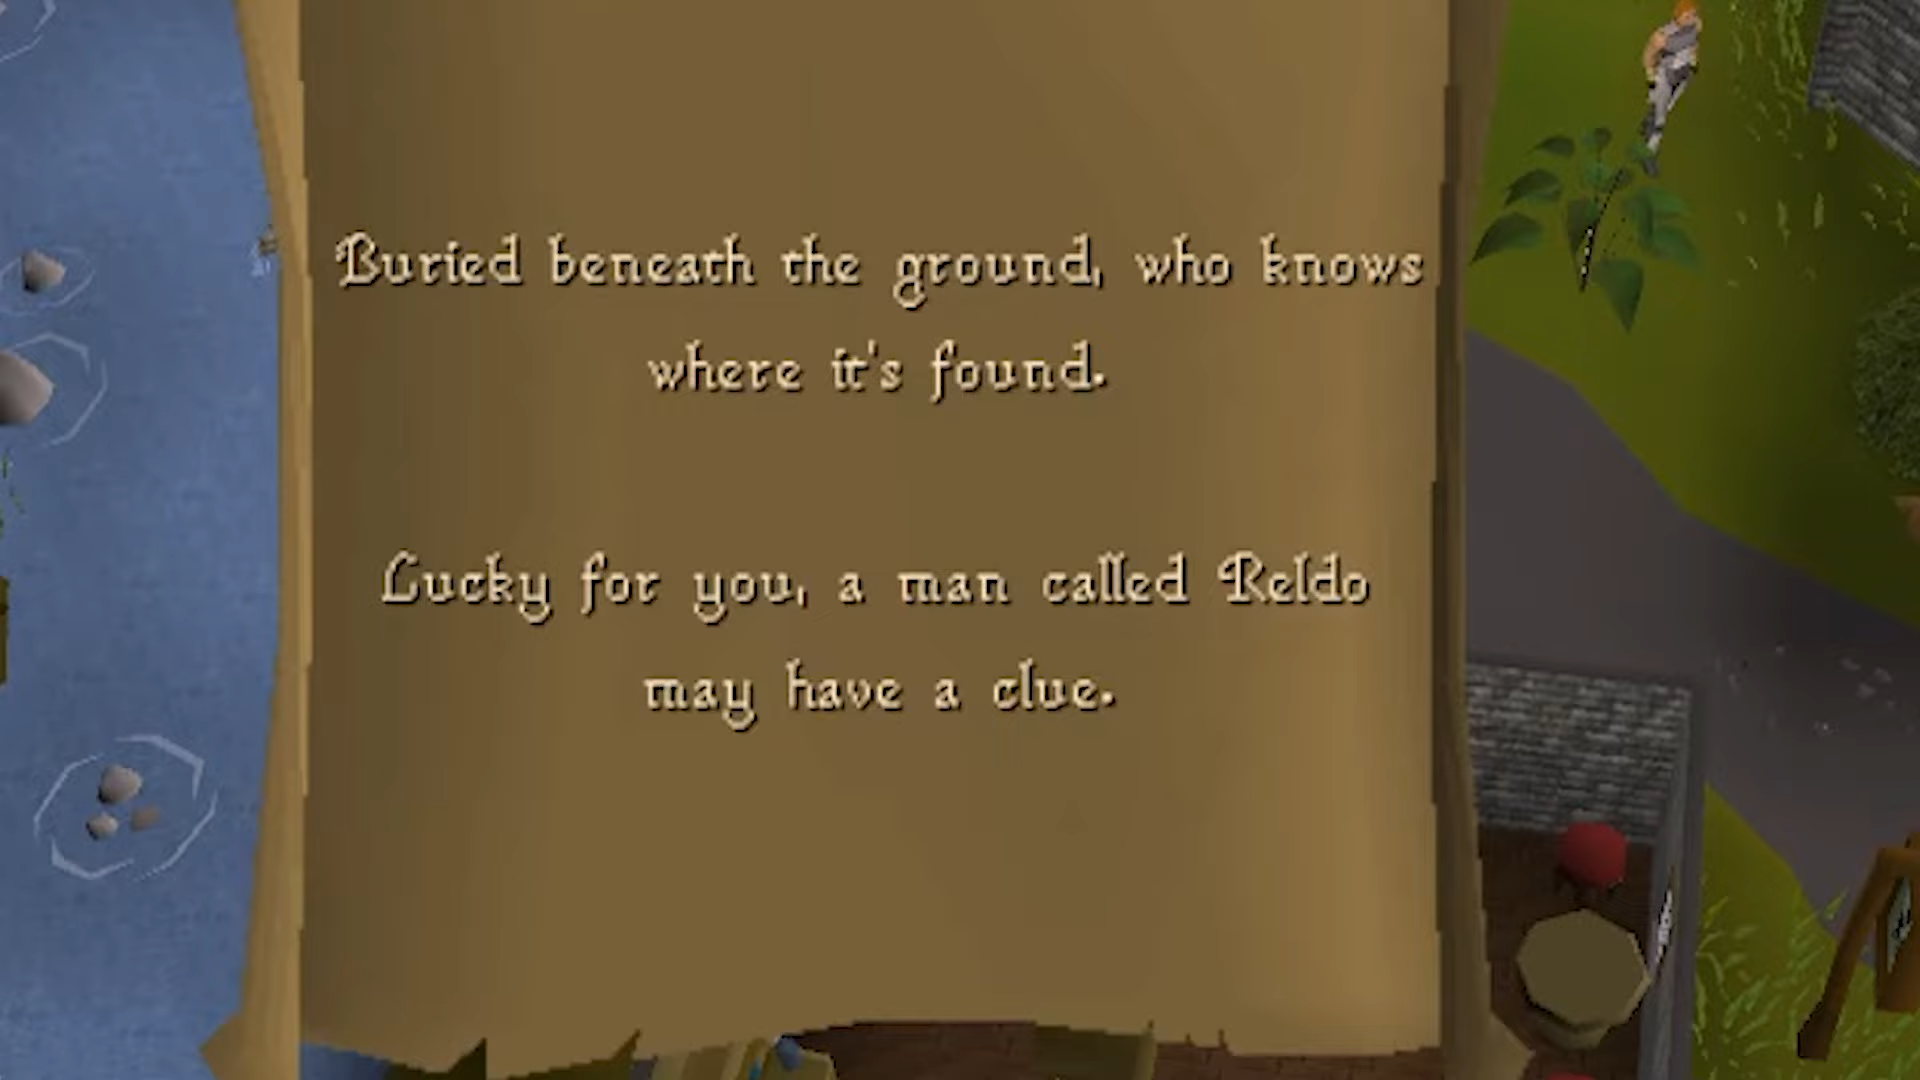 Buried beneath the ground, who knows
where it's found.
Lucky for you, a man called Reldo
may have a clue.